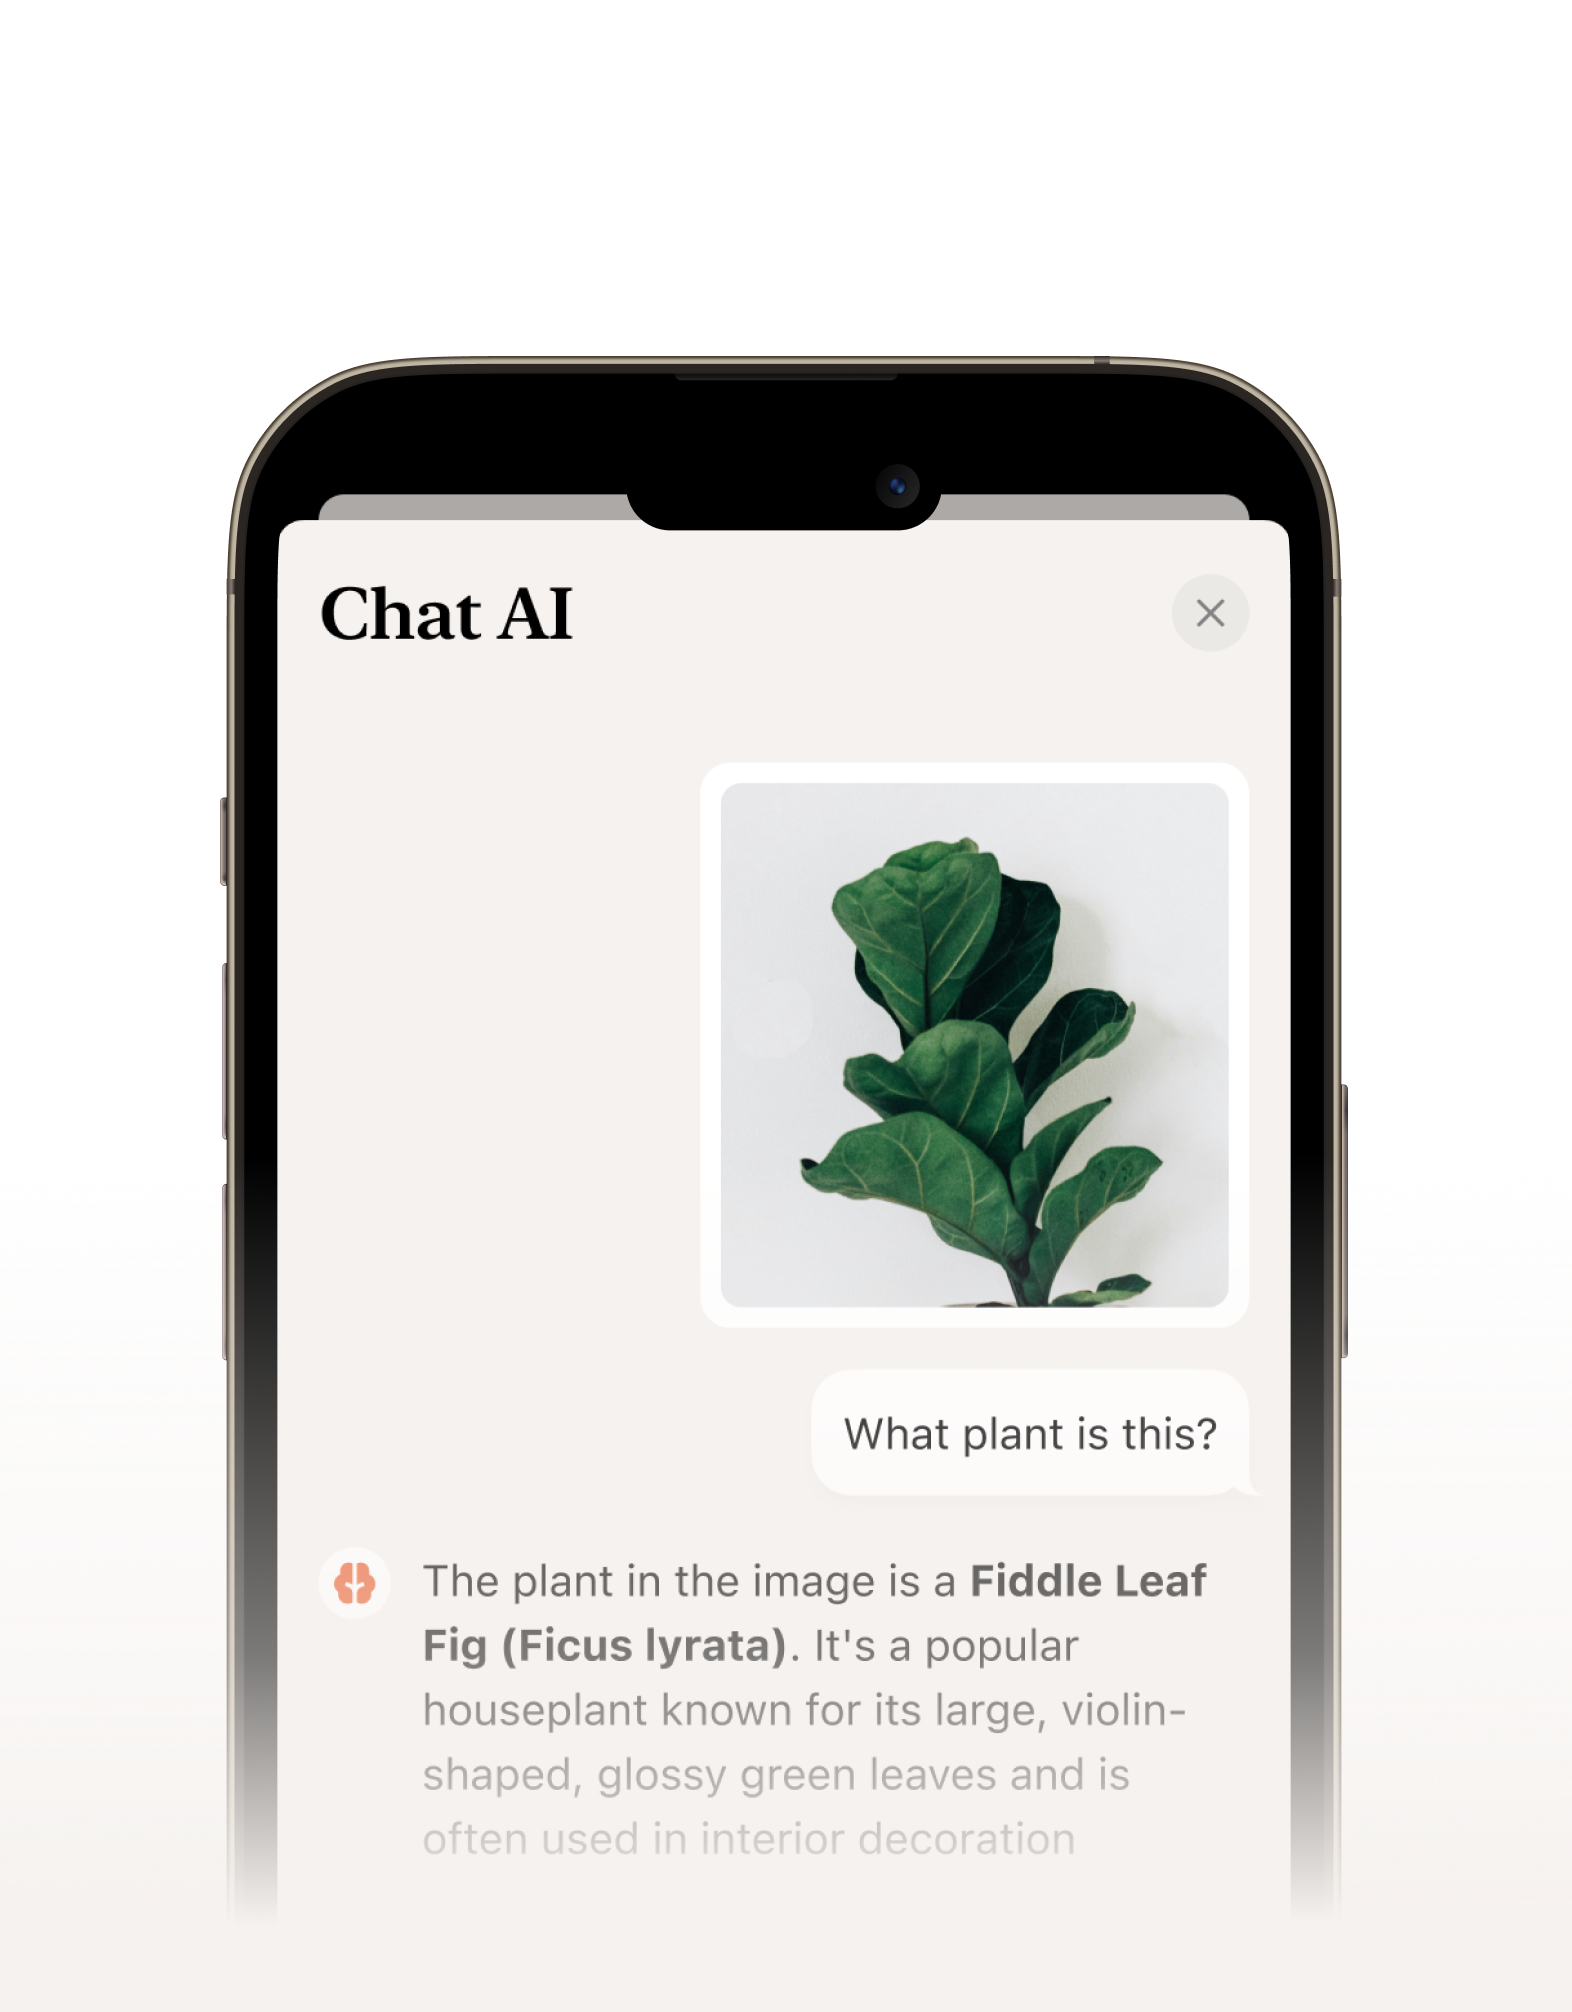 Chat AI
What plant is this?
The plant in the image is a Fiddle Leaf
Fig (Ficus lyrata). It's a popular
houseplant known for its large, violin-
shaped, glossy green leaves and is
often used in interior decoration